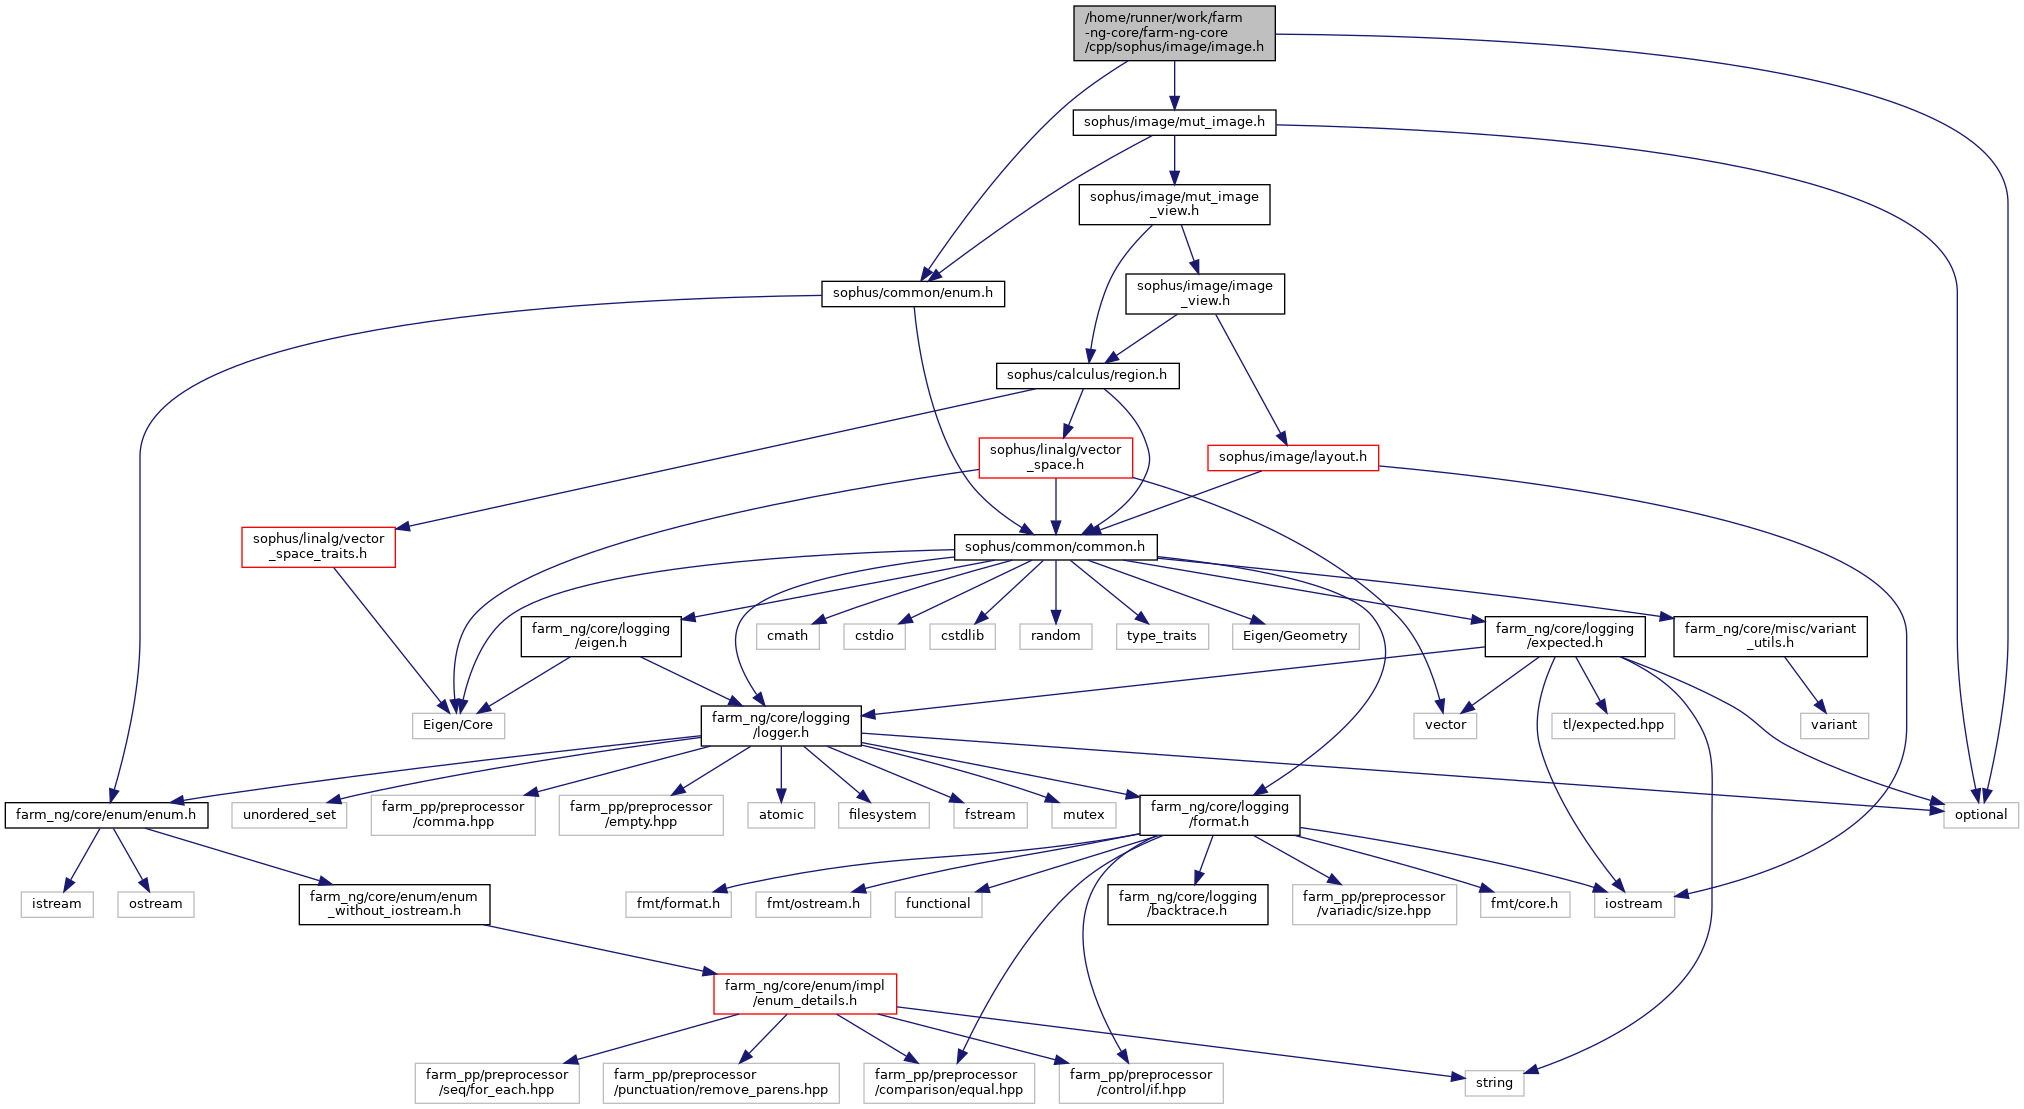 /home/runner/work/farm
-ng-core/farm-ng-core
/cpp/sophus/image/image.h
sophus/image/mut_image.h
sophus/image/mut_image
_view.h
sophus/image/image
_view.h
sophus/common/enum.h
sophus/calculus/region.h
sophus/linalg/vector
_space.h
sophus/image/layout.h
sophus/linalg/vector
_space_traits.h
sophus/common/common.h
farm_ng/core/logging
/eigen.h
cmath
cstdio
cstdlib
random
type_traits
Eigen/Geometry
farm_ng/core/logging
/expected.h
farm_ng/core/misc/variant
_utils.h
Eigen/Core
farm_ng/core/logging
/logger.h
vector
tl/expected.hpp
variant
farm_ng/core/enum/enum.h
unordered_set
farm_pp/preprocessor
/comma.hpp
farm_pp/preprocessor
/empty.hpp
atomic
filesystem
fstream
mutex
farm_ng/core/logging
/format.h
optional
istream
ostream
farm_ng/core/enum/enum
_without_iostream.h
fmt/format.h
fmt/ostream.h
functional
farm_ng/core/logging
/backtrace.h
farm_pp/preprocessor
/variadic/size.hpp
fmt/core.h
iostream
farm_ng/core/enum/impl
/enum_details.h
farm_pp/preprocessor
/seq/for_each.hpp
farm_pp/preprocessor
/punctuation/remove_parens.hpp
farm_pp/preprocessor
/comparison/equal.hpp
farm_pp/preprocessor
/control/if.hpp
string